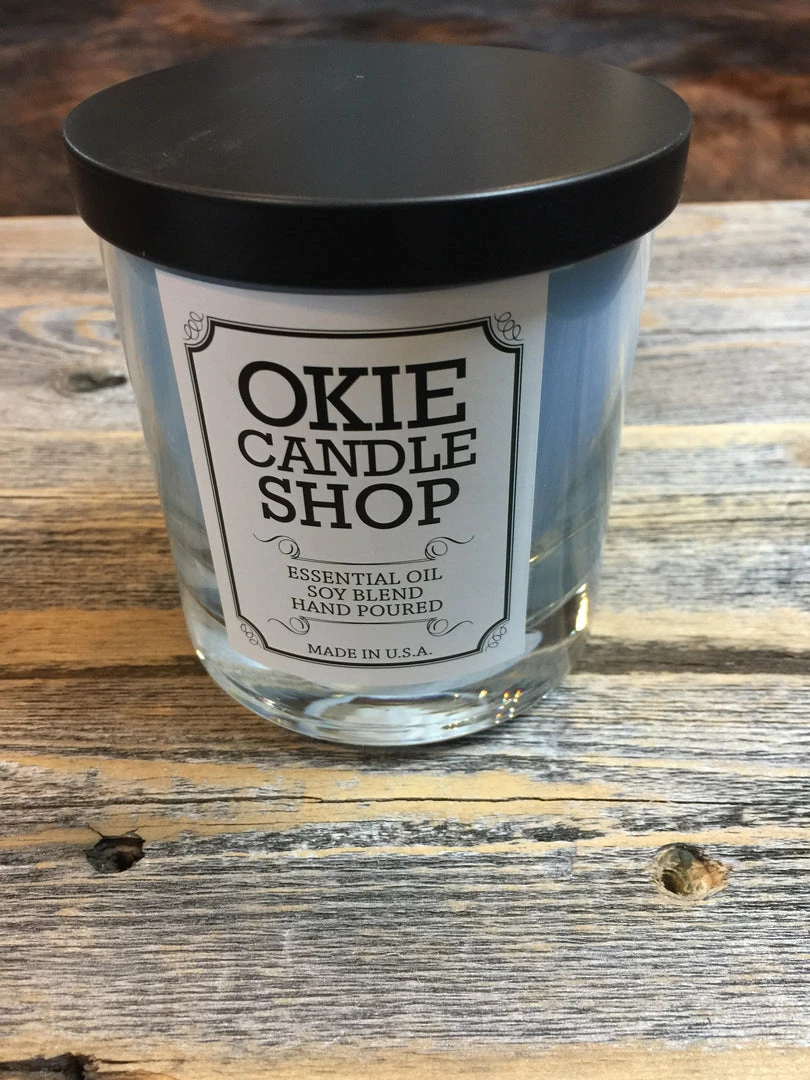 OKIE
CANDLE
SHOP
ESSENTIAL OIL
SOY BLEND
HAND POURED
MADE IN U.S.A.